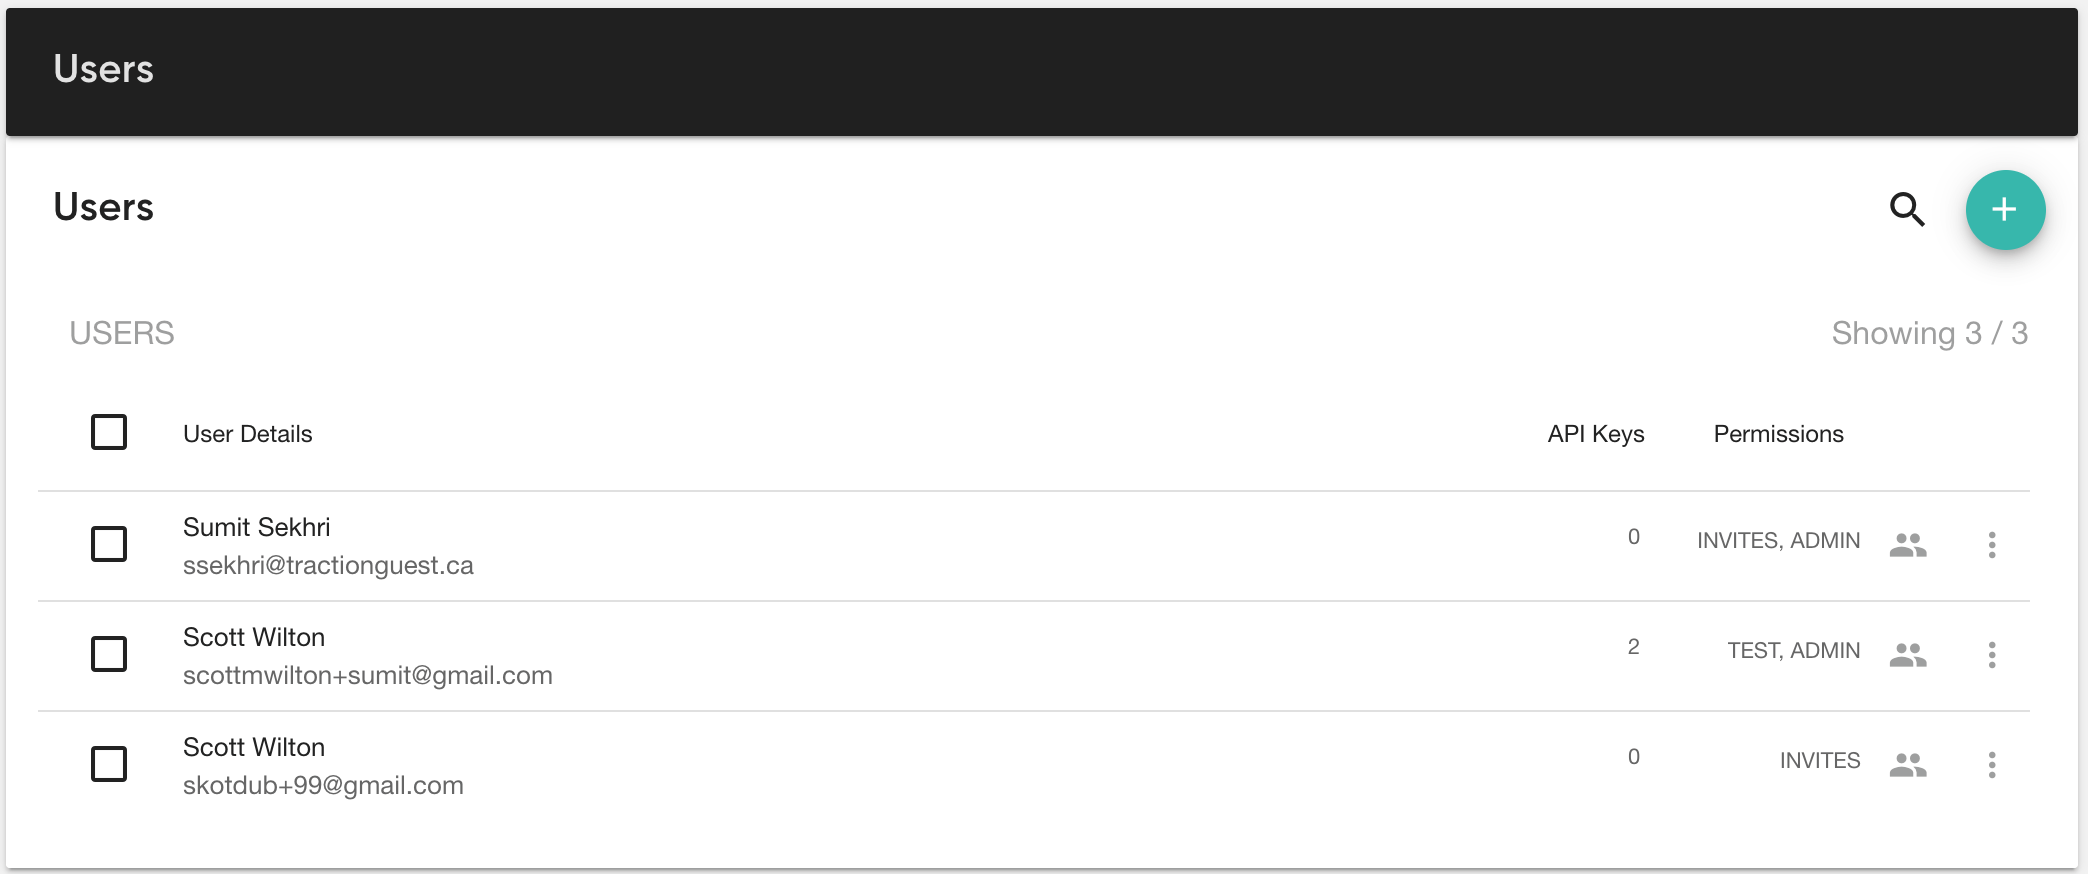 Users
Users
USERS Showing 3 / 3
User Details API Keys Permissions
Sumit Sekhri
ssekhri@tractionguest.ca
0 INVITES, ADMIN
Scott Wilton
scottmwilton+sumit@gmail.com
2 TEST, ADMIN
Scott Wilton
skotdub+99@gmail.com
0 INVITES